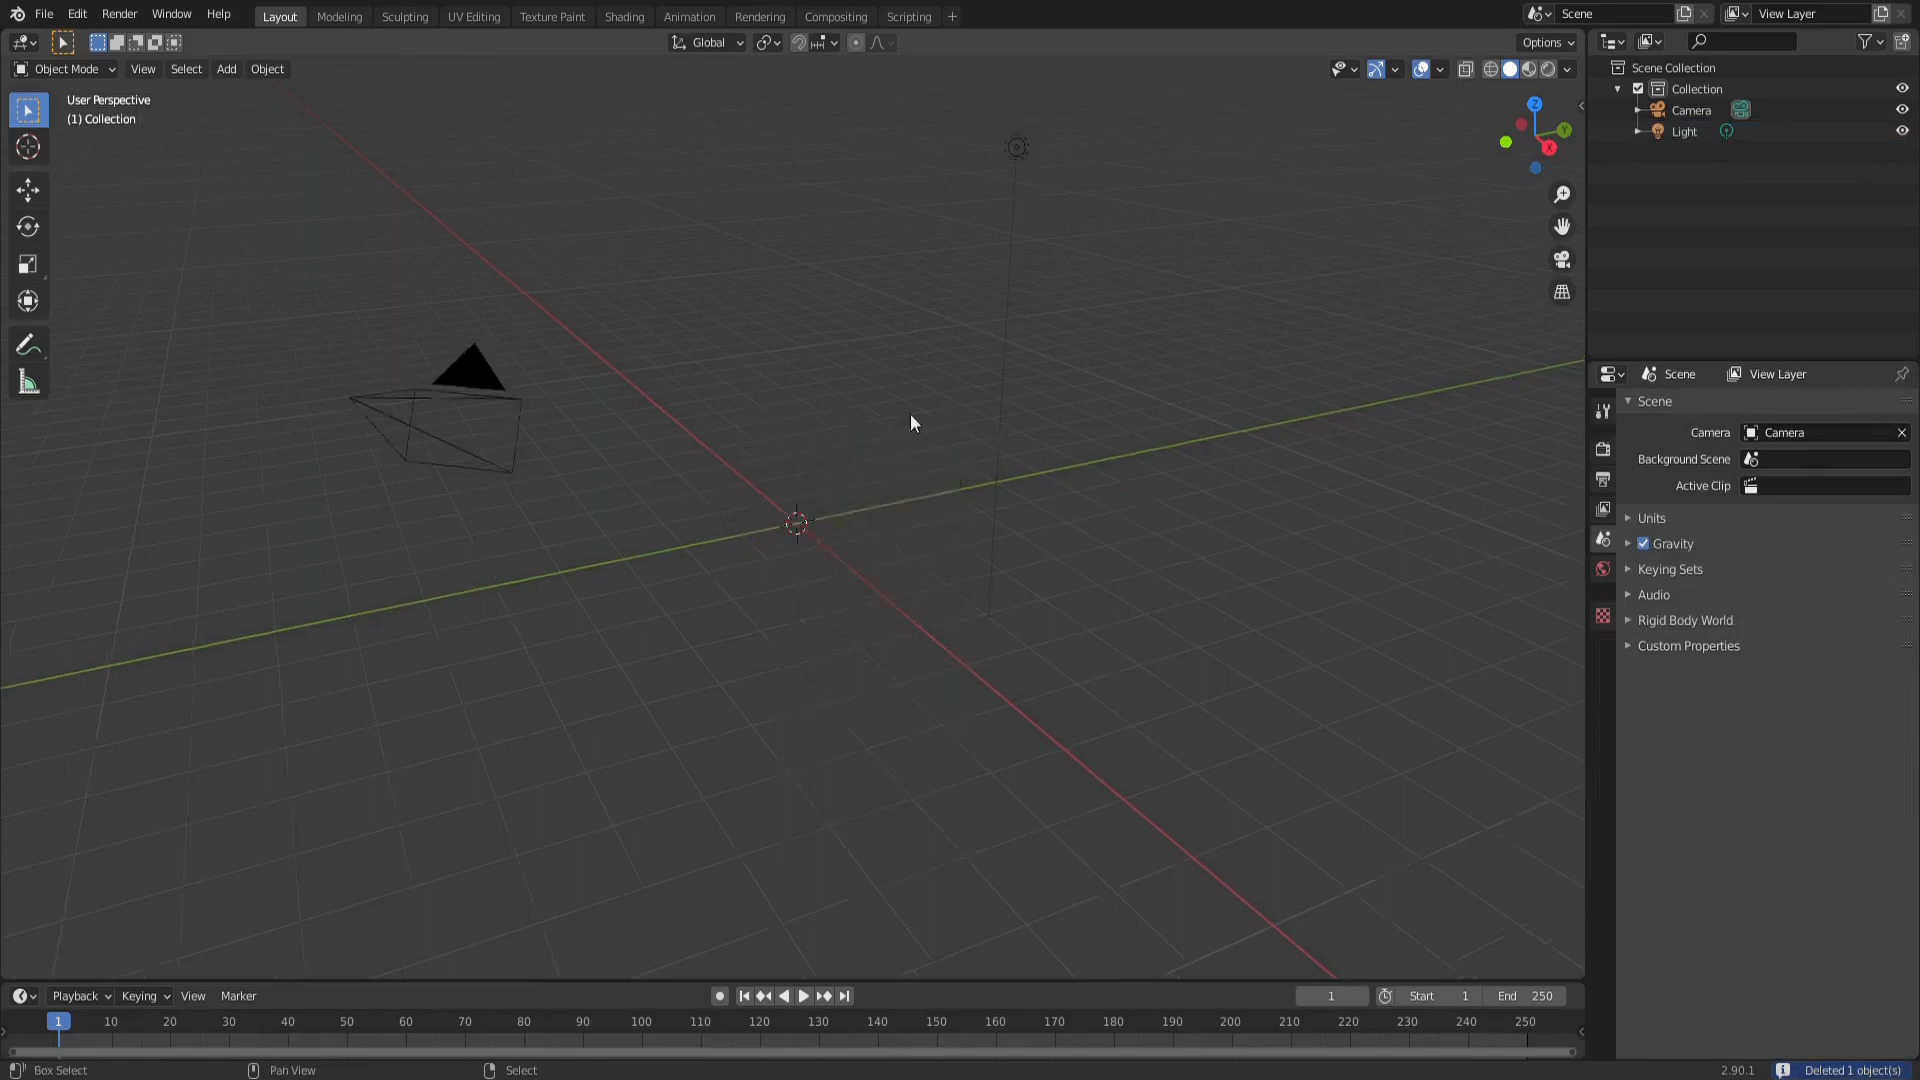 File Edit Render Window Help Layout Modeling Sculpting UV Editing Texture Paint Shading Animation Rendering Compositing Scripting + Scene View Layer
Global Options
Object Mode View Select Add Object
User Perspective
(1) Collection
Z
Y
X
Scene Collection
Collection
Camera
Light
Scene View Layer
Scene
Camera Camera
Background Scene
Active Clip
Units
Gravity
Keying Sets
Audio
Rigid Body World
Custom Properties
Playback Keying View Marker 1 Start 1 End 250
1 10 20 30 40 50 60 70 80 90 100 110 120 130 140 150 160 170 180 190 200 210 220 230 240 250
Box Select Pan View Select 2.90.1 Deleted 1 object(s)